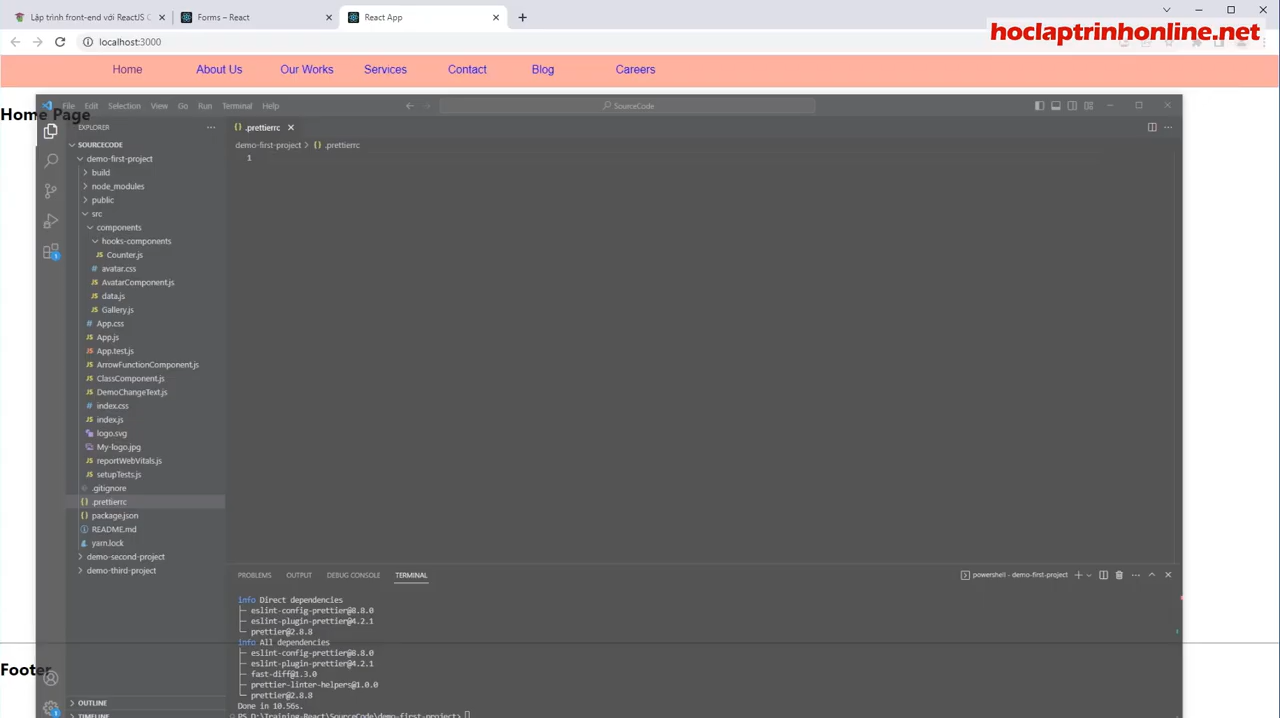 Lập trình front-end với ReactJS
Forms – React
React App
hoclaptrinhonline.net
localhost:3000
Home
About Us
Our Works
Services
Contact
Blog
Careers
Home Page
File Edit Selection View Go Run Terminal Help
SourceCode
EXPLORER
.prettierrc
SOURCECODE
demo-first-project > .prettierrc
demo-first-project
1
build
node_modules
public
src
components
hooks-components
Counter.js
avatar.css
AvatarComponent.js
data.js
Gallery.js
App.css
App.js
App.test.js
ArrowFunctionComponent.js
ClassComponent.js
DemoChangeText.js
index.css
index.js
logo.svg
My-logo.jpg
reportWebVitals.js
setupTests.js
.gitignore
.prettierrc
package.json
README.md
yarn.lock
demo-second-project
demo-third-project
PROBLEMS OUTPUT DEBUG CONSOLE TERMINAL
powershell - demo-first-project
info Direct dependencies
├─ eslint-config-prettier@8.8.0
├─ eslint-plugin-prettier@4.2.1
└─ prettier@2.8.8
info All dependencies
├─ eslint-config-prettier@8.8.0
├─ eslint-plugin-prettier@4.2.1
├─ fast-diff@1.3.0
├─ prettier-linter-helpers@1.0.0
└─ prettier@2.8.8
Done in 10.56s.
PS D:\Training-React\SourceCode\demo-first-project>
Footer
OUTLINE
TIMELINE